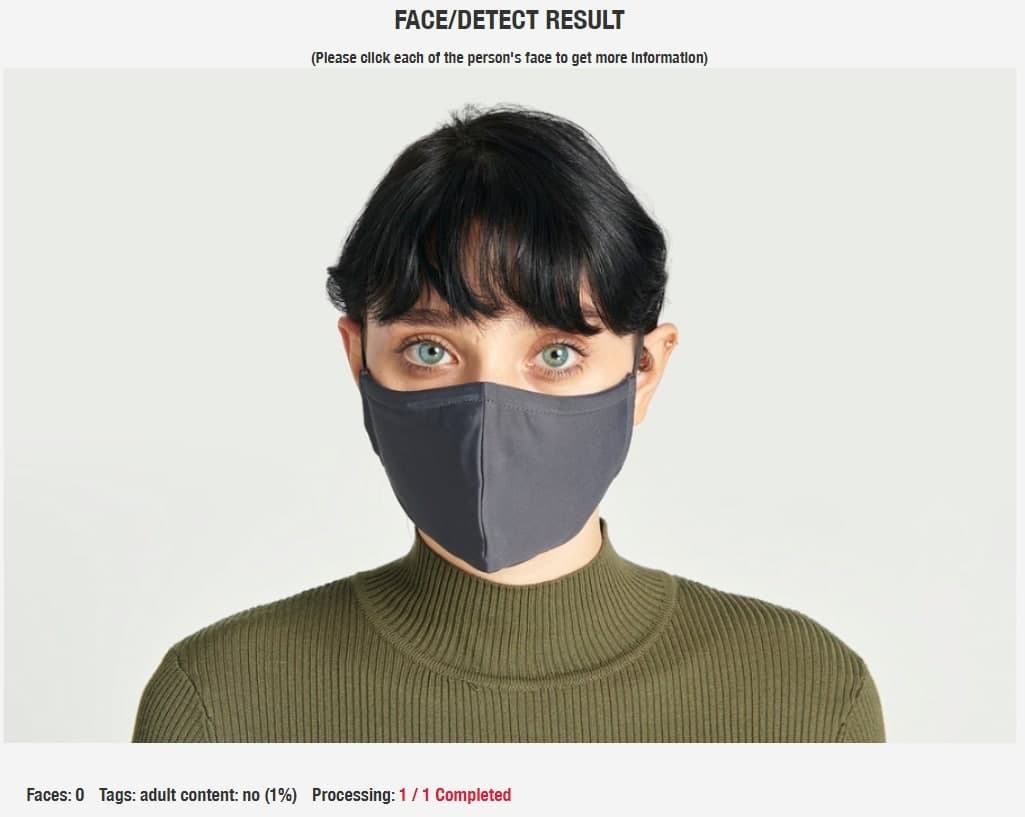 FACE/DETECT RESULT
(Please click each of the person's face to get more information)
Faces: 0 Tags: adult content: no (1%) Processing: 1 / 1 Completed